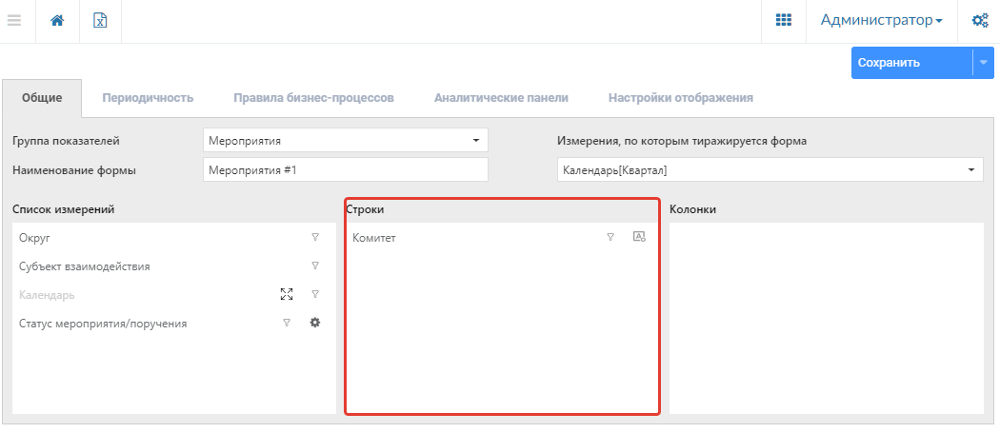 Администратор
Сохранить
Общие Периодичность Правила бизнес-процессов Аналитические панели Настройки отображения
Группа показателей Мероприятия Измерения, по которым тиражируется форма
Наименование формы Мероприятия #1 Календарь[Квартал]
Список измерений Строки Колонки
Округ Комитет
Субъект взаимодействия
Календарь
Статус мероприятия/поручения